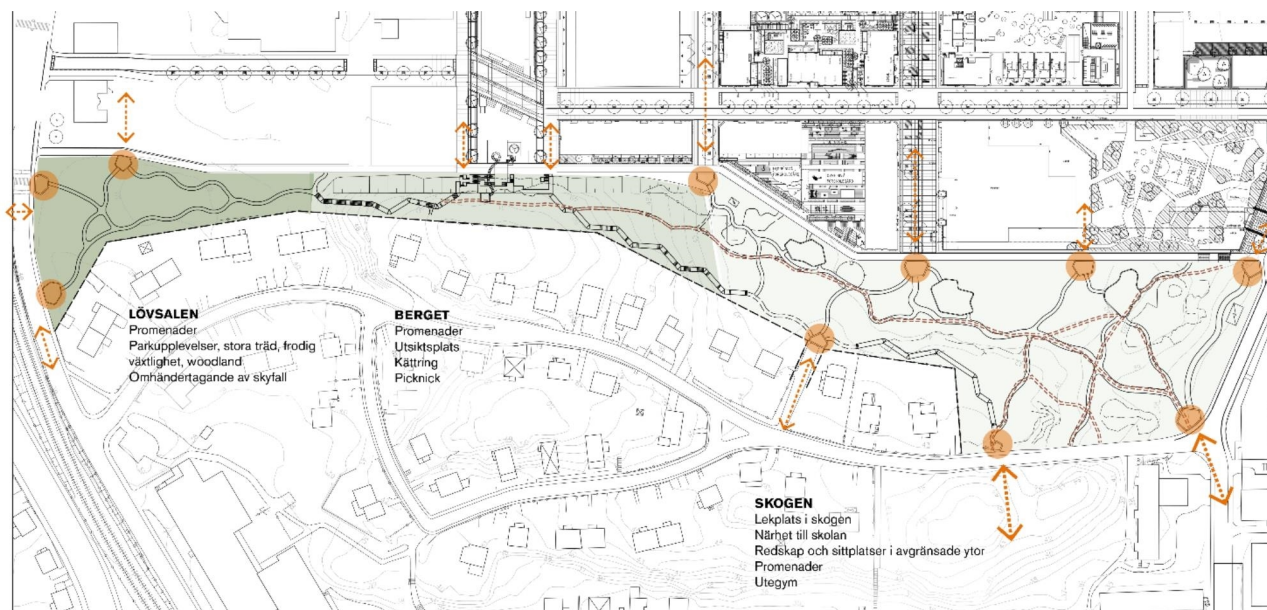 LÖVSALEN
Promenader
Parkupplevelser, stora träd, frodig
växtlighet, woodland
Omhändertagande av skyfall
BERGET
Promenader
Utsiktsplats
Kättring
Picknick
SKOGEN
Lekplats i skogen
Närhet till skolan
Redskap och sittplatser i avgränsade ytor
Promenader
Utegym